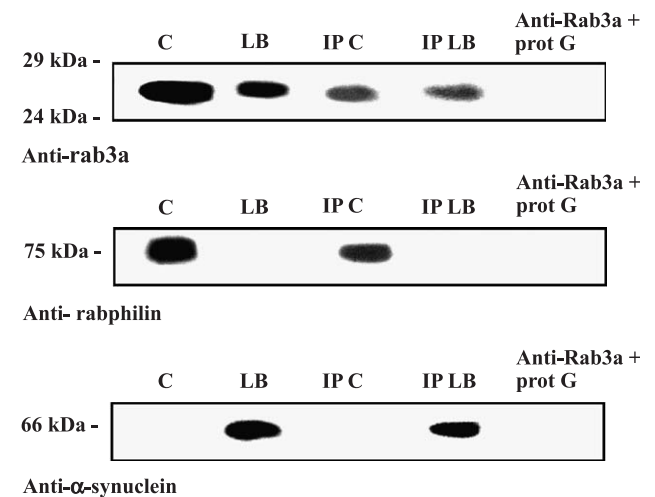 C LB IP C IP LB Anti-Rab3a + prot G
29 kDa -
24 kDa -
Anti-rab3a
C LB IP C IP LB Anti-Rab3a + prot G
75 kDa -
Anti- rabphilin
C LB IP C IP LB Anti-Rab3a + prot G
66 kDa -
Anti-α-synuclein